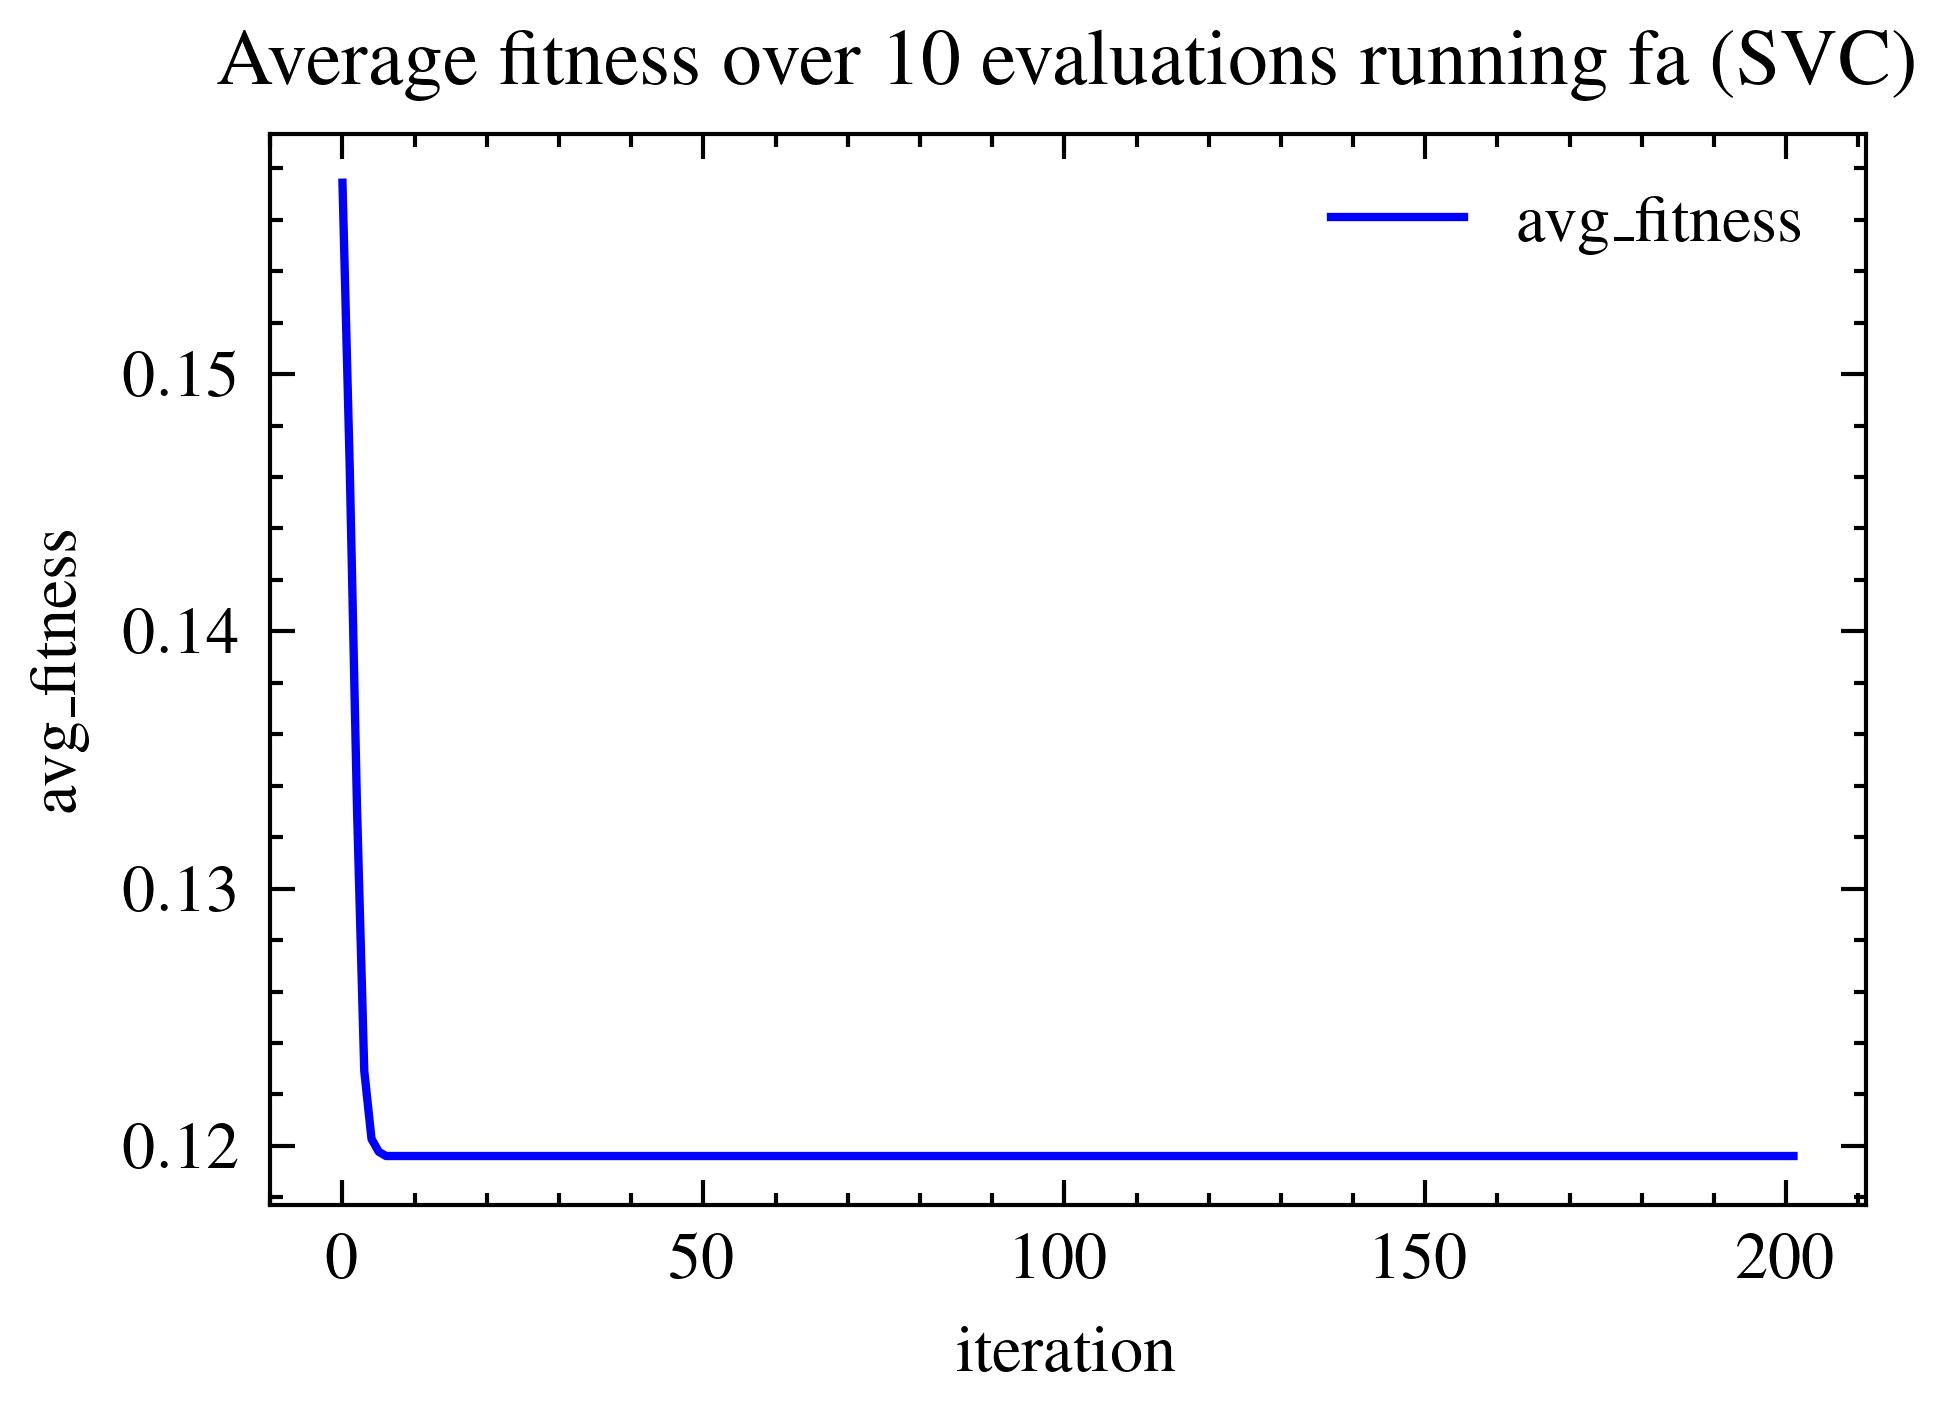 Average fitness over 10 evaluations running fa (SVC)
avg_fitness
0.15
0.14
0.13
0.12
avg_fitness
0 50 100 150 200
iteration